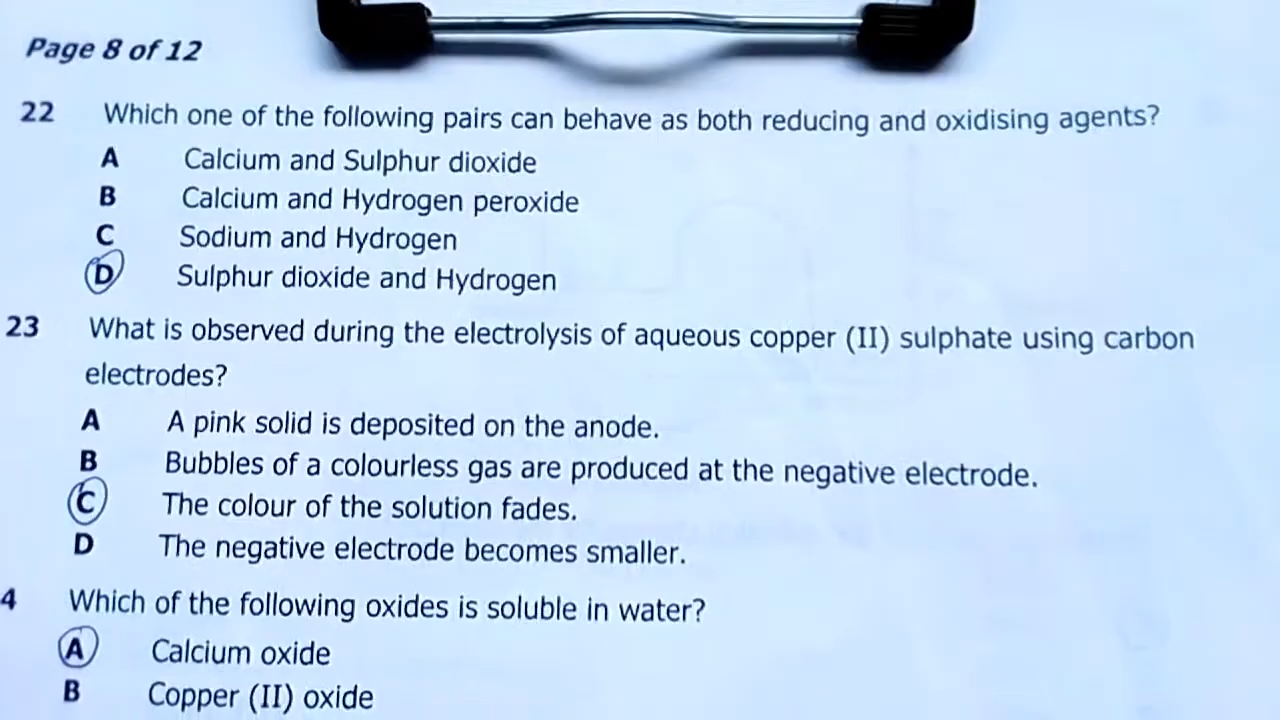 Page 8 of 12
22 Which one of the following pairs can behave as both reducing and oxidising agents?
A Calcium and Sulphur dioxide
B Calcium and Hydrogen peroxide
C Sodium and Hydrogen
D Sulphur dioxide and Hydrogen
23 What is observed during the electrolysis of aqueous copper (II) sulphate using carbon
electrodes?
A A pink solid is deposited on the anode.
B Bubbles of a colourless gas are produced at the negative electrode.
C The colour of the solution fades.
D The negative electrode becomes smaller.
4 Which of the following oxides is soluble in water?
A Calcium oxide
B Copper (II) oxide